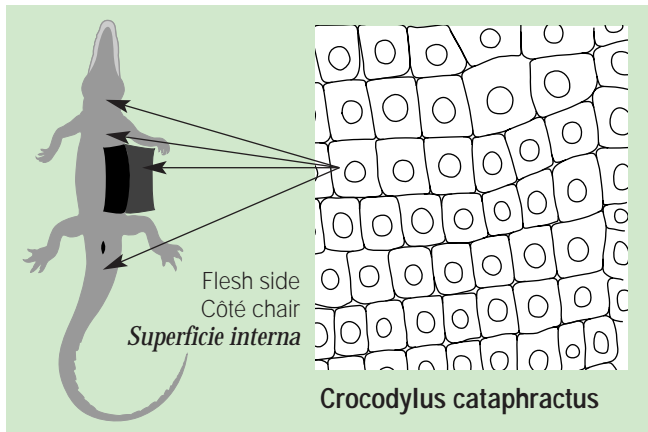 Flesh side
Côté chair
Superficie interna
Crocodylus cataphractus